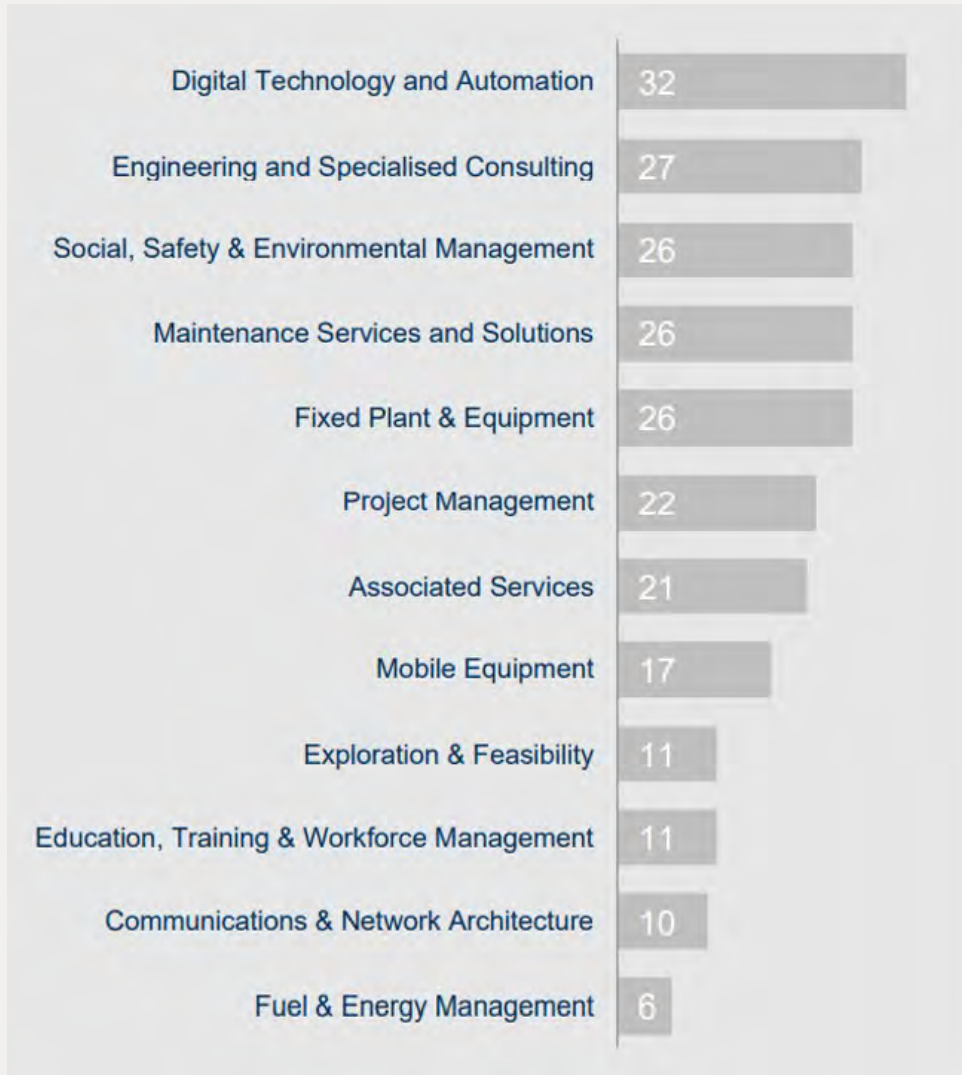 Digital Technology and Automation 32
Engineering and Specialised Consulting 27
Social, Safety & Environmental Management 26
Maintenance Services and Solutions 26
Fixed Plant & Equipment 26
Project Management 22
Associated Services 21
Mobile Equipment 17
Exploration & Feasibility 11
Education, Training & Workforce Management 11
Communications & Network Architecture 10
Fuel & Energy Management 6